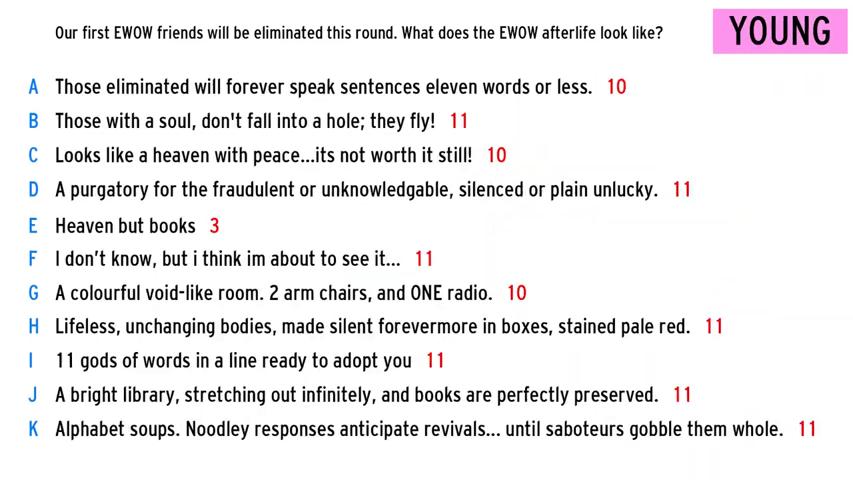 Our first EWOW friends will be eliminated this round. What does the EWOW afterlife look like?
YOUNG
A Those eliminated will forever speak sentences eleven words or less. 10
B Those with a soul, don't fall into a hole; they fly! 11
C Looks like a heaven with peace...its not worth it still! 10
D A purgatory for the fraudulent or unknowledgable, silenced or plain unlucky. 11
E Heaven but books 3
F I don’t know, but i think im about to see it... 11
G A colourful void-like room. 2 arm chairs, and ONE radio. 10
H Lifeless, unchanging bodies, made silent forevermore in boxes, stained pale red. 11
I 11 gods of words in a line ready to adopt you 11
J A bright library, stretching out infinitely, and books are perfectly preserved. 11
K Alphabet soups. Noodley responses anticipate revivals... until saboteurs gobble them whole. 11